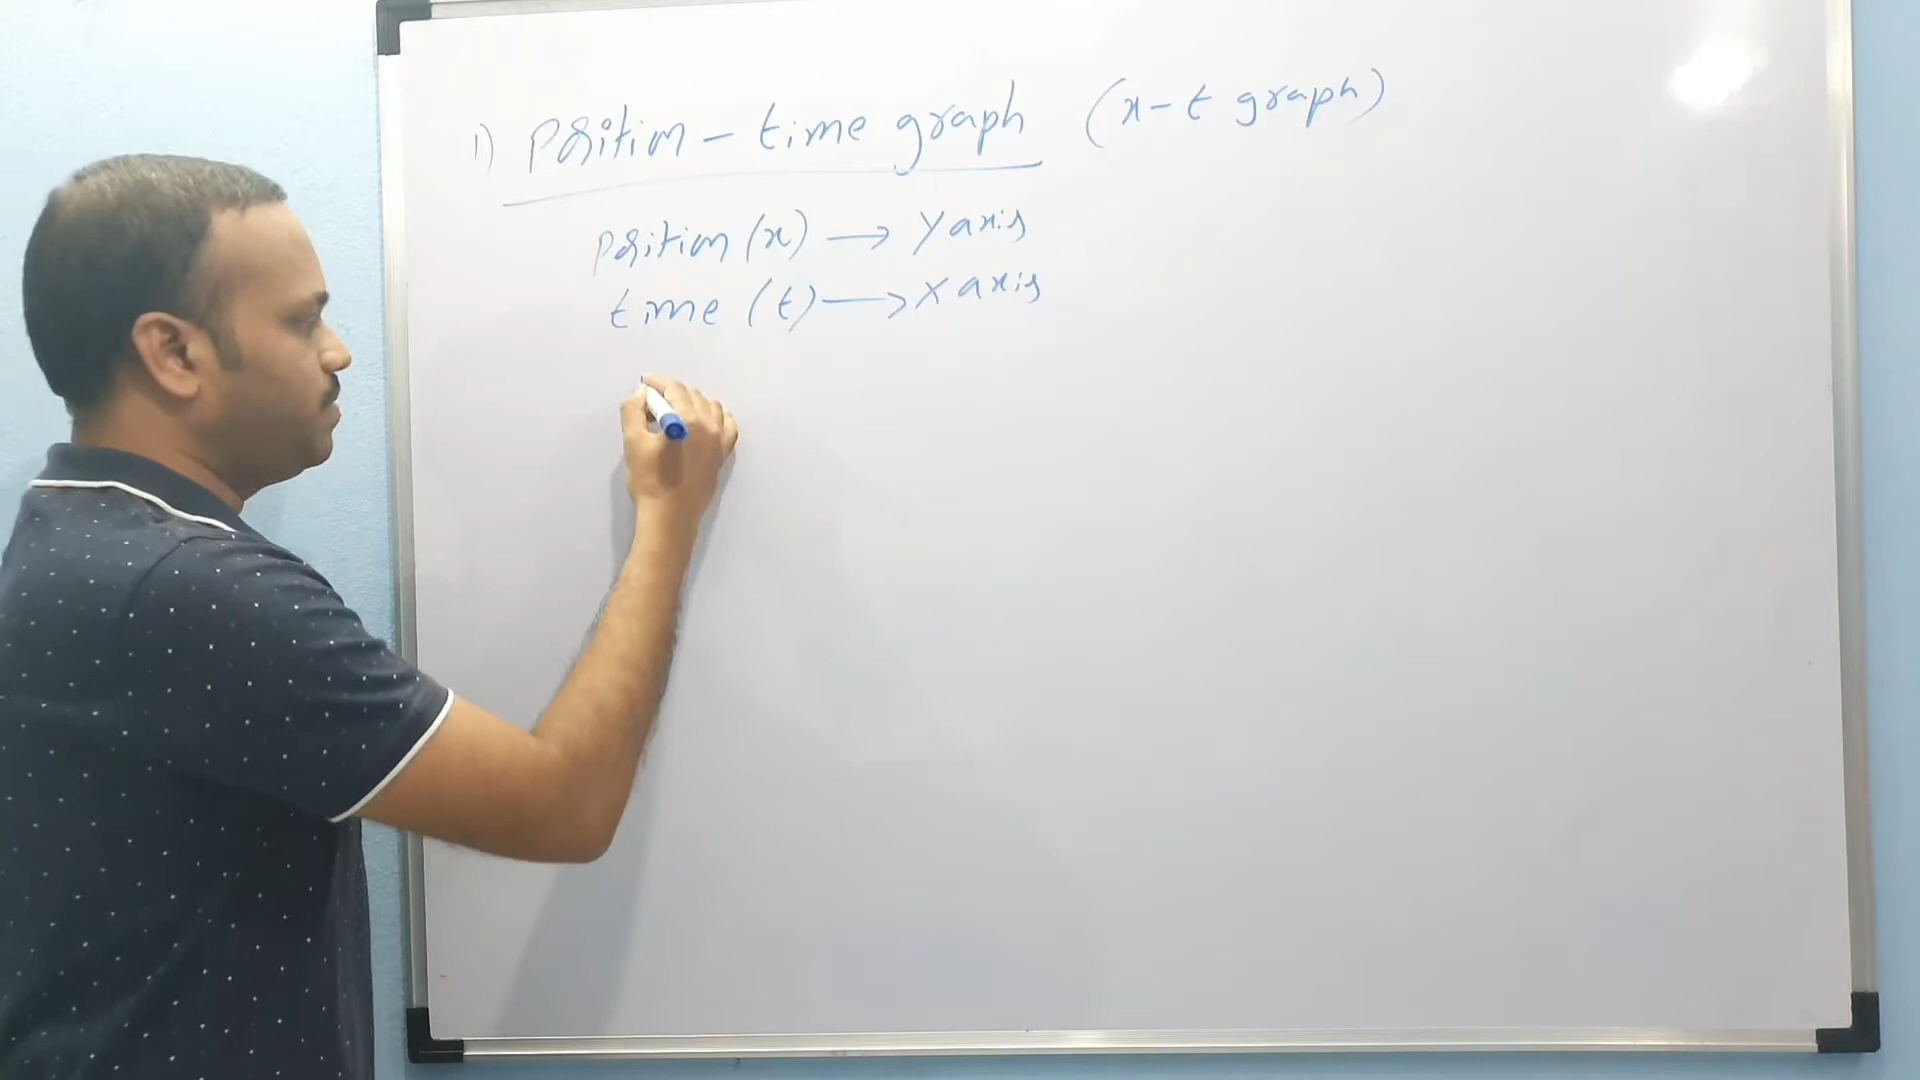 1) Position - time graph (x-t graph)
position (x) → Y axis
time (t) → X axis